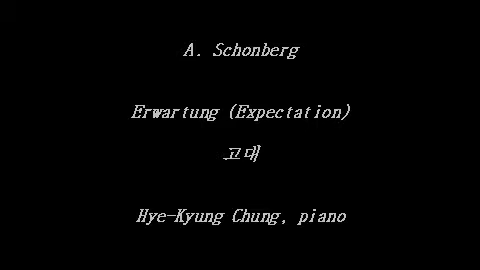 A. Schonberg
Erwartung (Expectation)
고대
Hye-Kyung Chung, piano